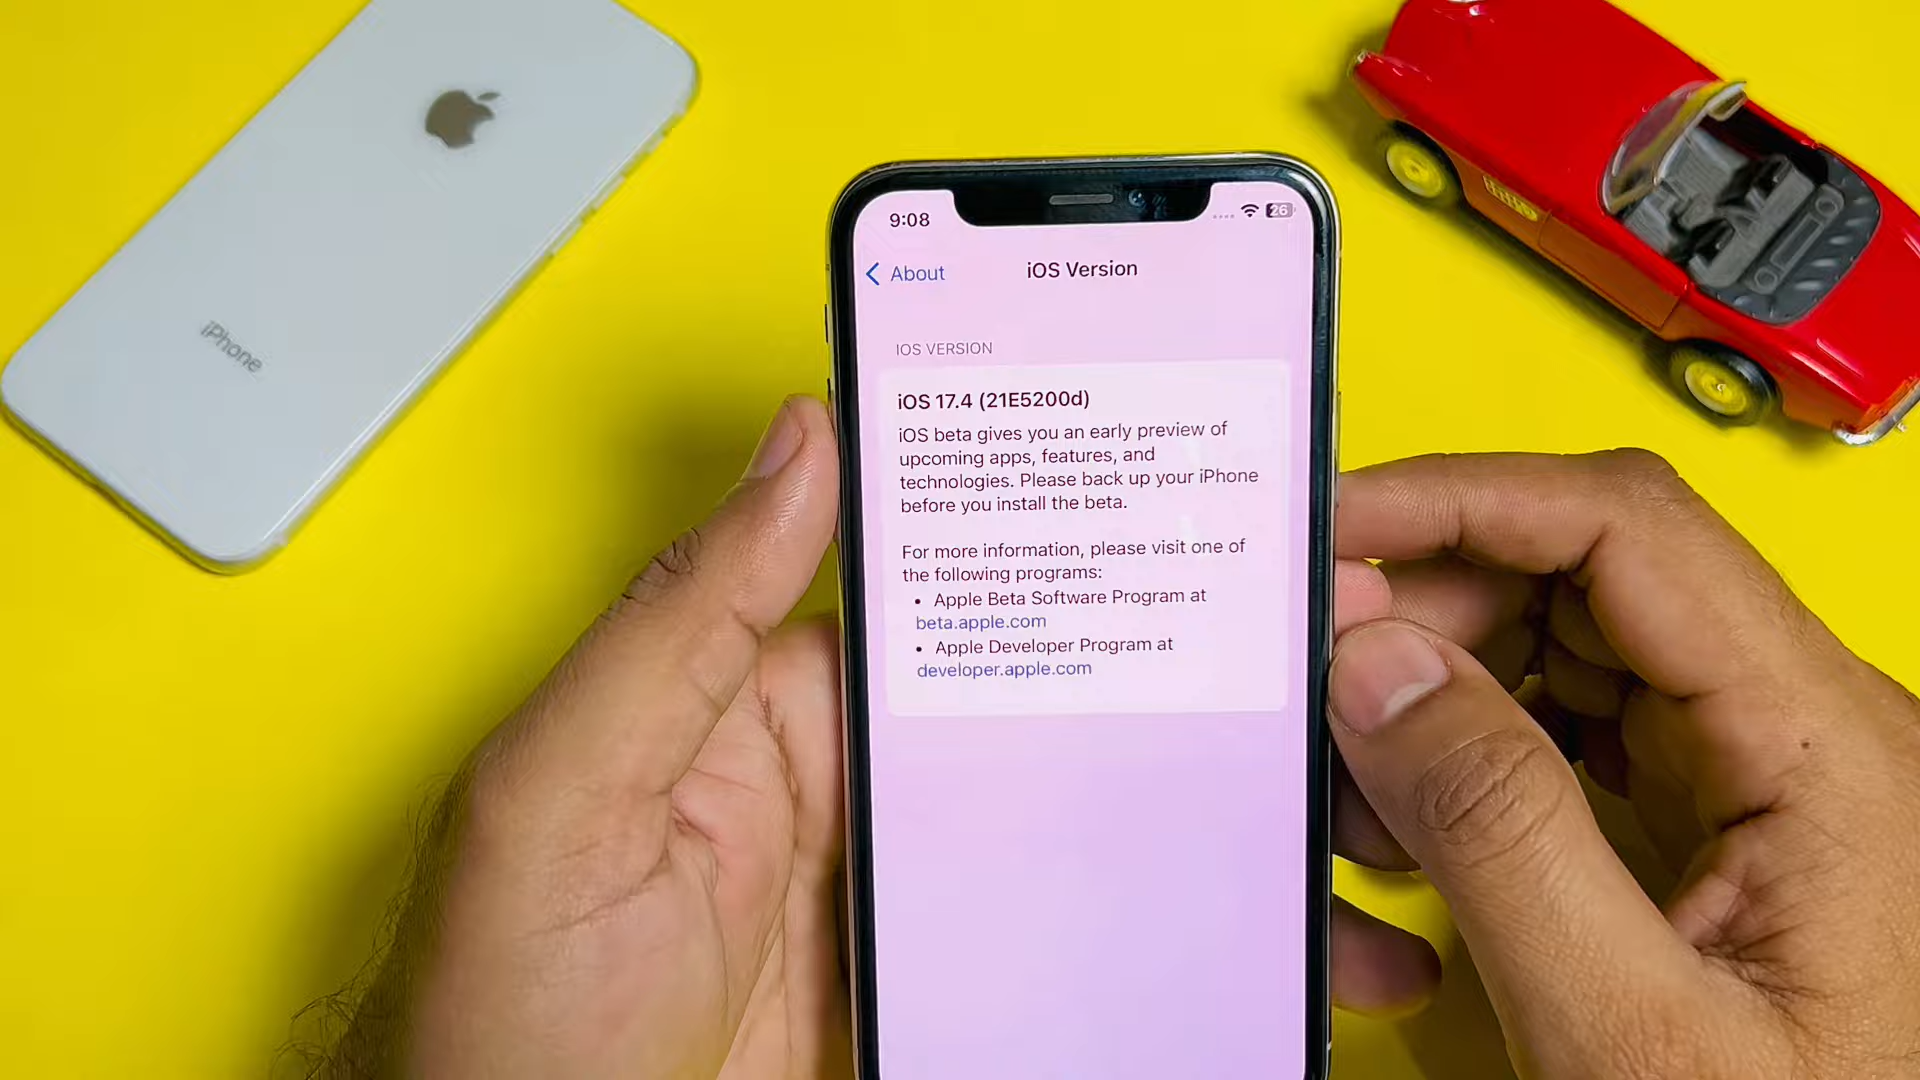 iPhone
9:08
26
About
iOS Version
IOS VERSION
iOS 17.4 (21E5200d)
iOS beta gives you an early preview of
upcoming apps, features, and
technologies. Please back up your iPhone
before you install the beta.
For more information, please visit one of
the following programs:
• Apple Beta Software Program at
beta.apple.com
• Apple Developer Program at
developer.apple.com